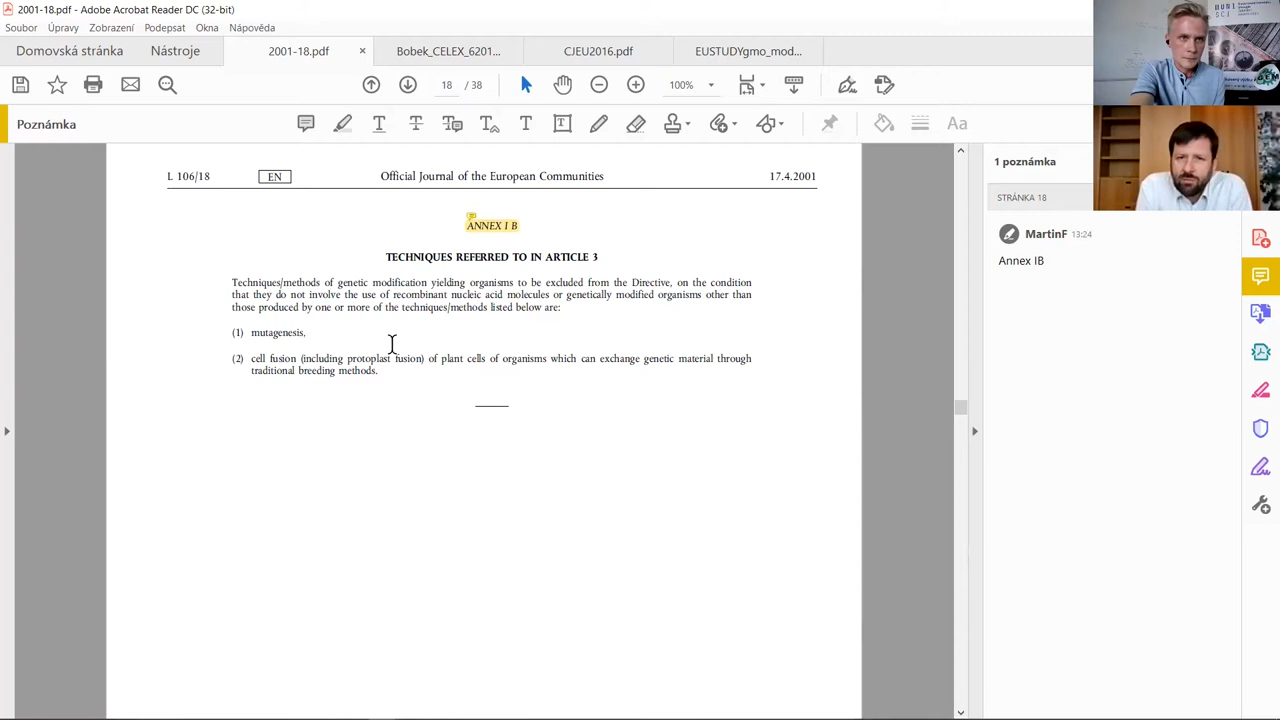 2001-18.pdf - Adobe Acrobat Reader DC (32-bit)
Soubor Úpravy Zobrazení Podepsat Okna Nápověda
Domovská stránka Nástroje 2001-18.pdf × Bobek_CELEX_6201... CJEU2016.pdf EUSTUDYgmo_mod...
18 / 38 100%
Poznámka
1 poznámka
STRÁNKA 18
MartinF 13:24
Annex IB
L 106/18 EN Official Journal of the European Communities 17.4.2001
ANNEX I B
TECHNIQUES REFERRED TO IN ARTICLE 3
Techniques/methods of genetic modification yielding organisms to be excluded from the Directive, on the condition
that they do not involve the use of recombinant nucleic acid molecules or genetically modified organisms other than
those produced by one or more of the techniques/methods listed below are:
(1) mutagenesis,
(2) cell fusion (including protoplast fusion) of plant cells of organisms which can exchange genetic material through
traditional breeding methods.
MUNI
SCI